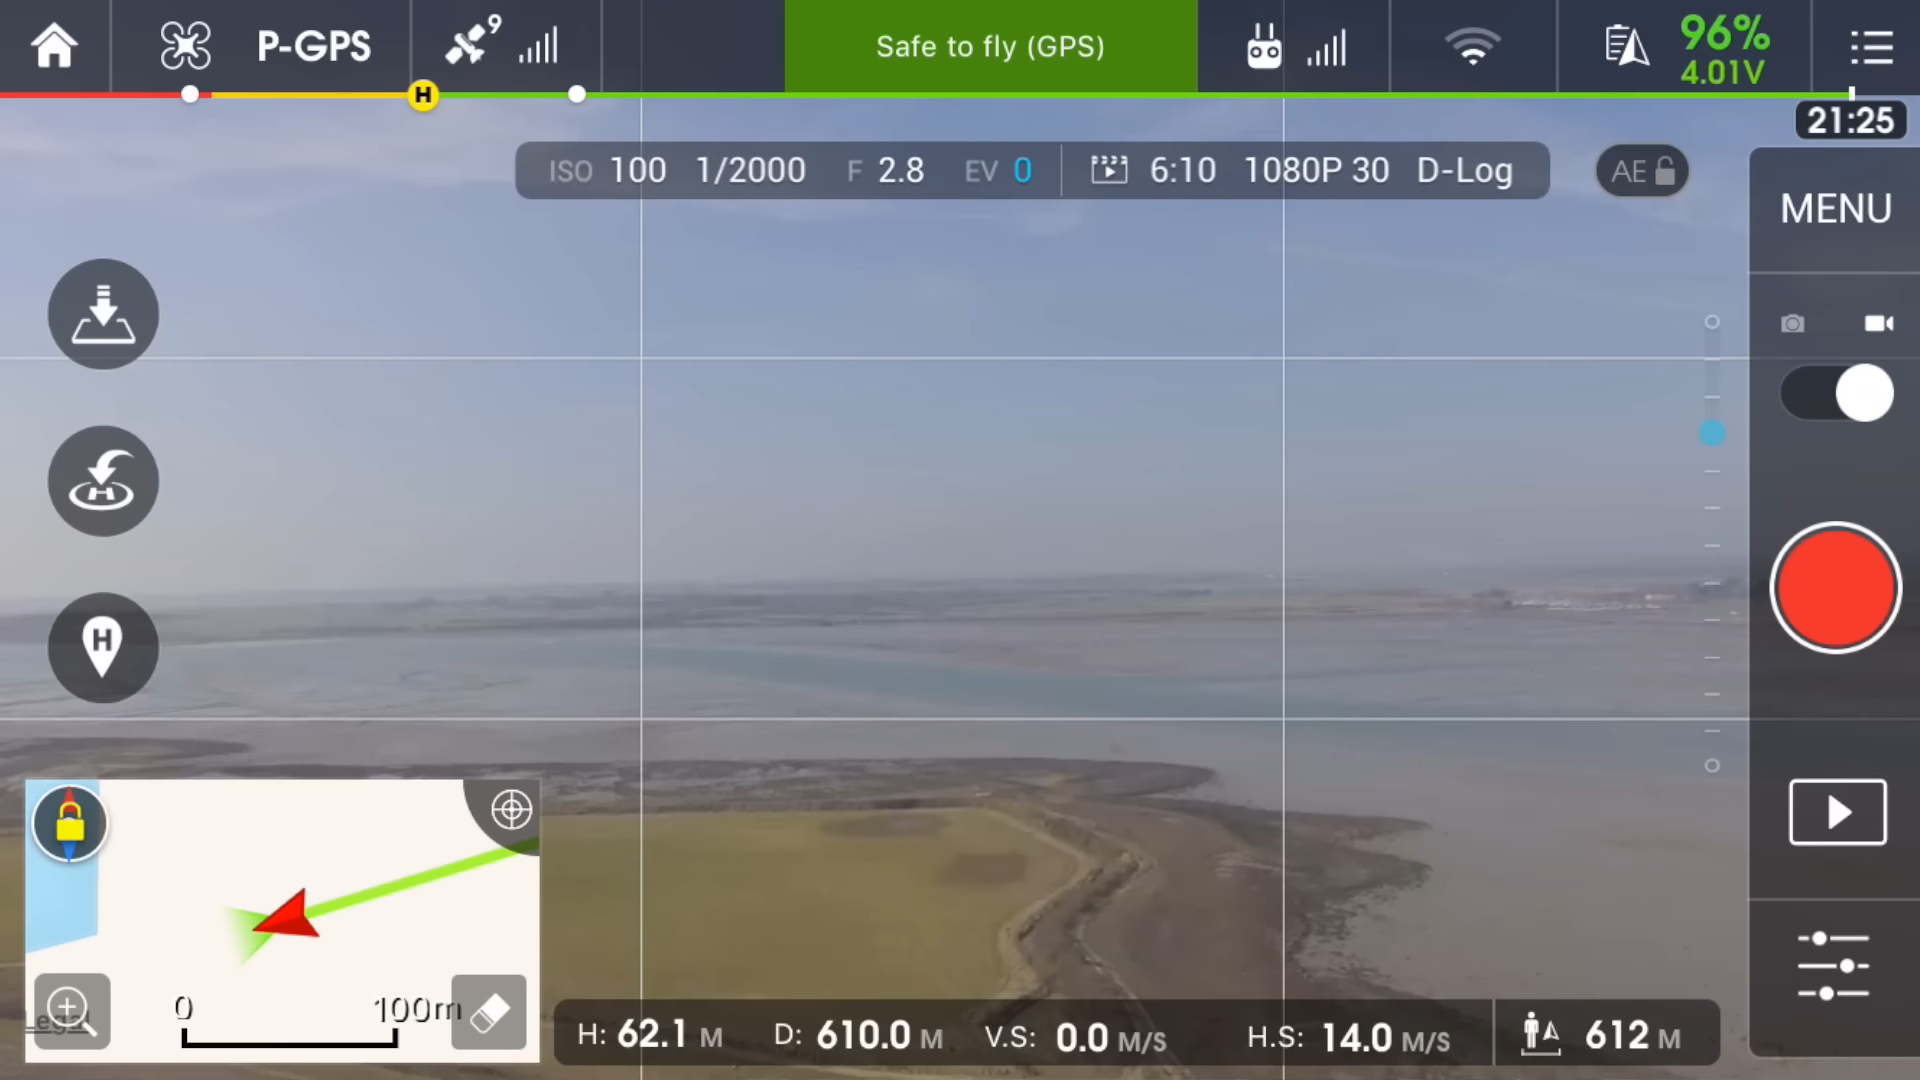 P-GPS
9
Safe to fly (GPS)
96%
4.01V
H
21:25
ISO 100 1/2000 F 2.8 EV 0 6:10 1080P 30 D-Log
AE
MENU
H
H
0 100m
Legal
H: 62.1 M D: 610.0 M V.S: 0.0 M/S H.S: 14.0 M/S 612 M